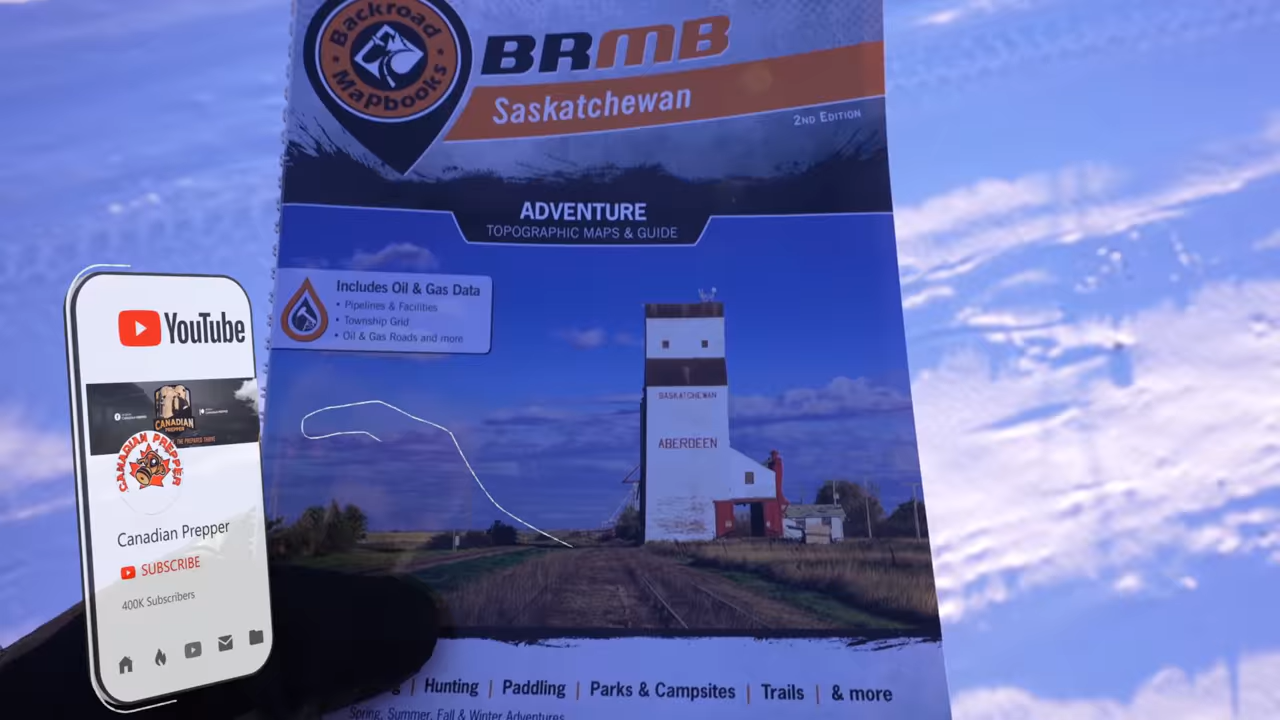 Backroad
Mapbooks
BRMB
Saskatchewan
2ND EDITION
ADVENTURE
TOPOGRAPHIC MAPS & GUIDE
Includes Oil & Gas Data
• Pipelines & Facilities
• Township Grid
• Oil & Gas Roads and more
SASKATCHEWAN
ABERDEEN
| Hunting | Paddling | Parks & Campsites | Trails | & more
Spring, Summer, Fall & Winter Adventures
YouTube
CANADIAN
PREPPER
CANADIAN PREPPER
Canadian Prepper
SUBSCRIBE
400K Subscribers